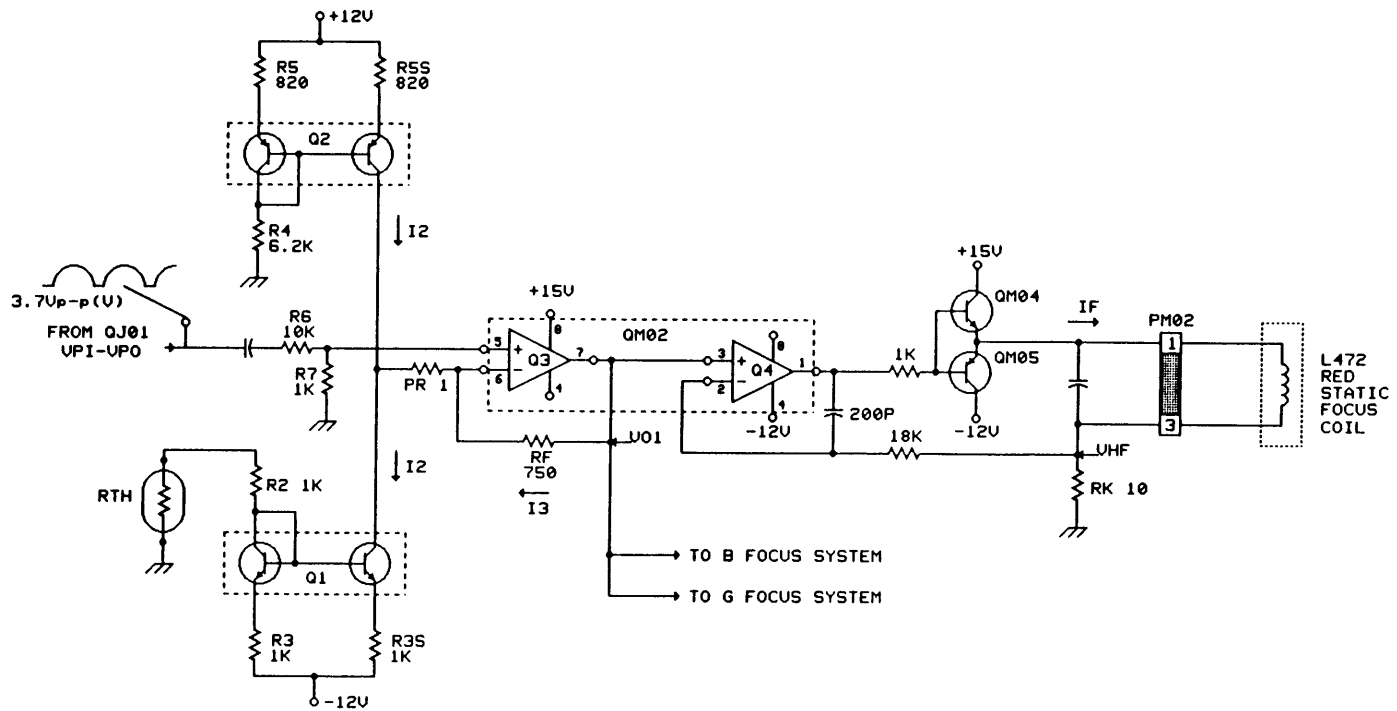 +12V
R5
820
R5S
820
Q2
R4
6.2K
I2
3.7Vp-p(V)
FROM QJ01
VPI-VPO
R6
10K
R7
1K
PR 1
+15V
8
5
+
Q3
7
6
-
4
QM02
8
3
+
Q4
1
2
-
4
-12V
200P
1K
18K
+15V
QM04
QM05
-12V
IF
PM02
1
3
L472
RED
STATIC
FOCUS
COIL
VO1
RF
750
I3
VHF
RK 10
I2
RTH
R2 1K
Q1
R3
1K
R3S
1K
-12V
TO B FOCUS SYSTEM
TO G FOCUS SYSTEM